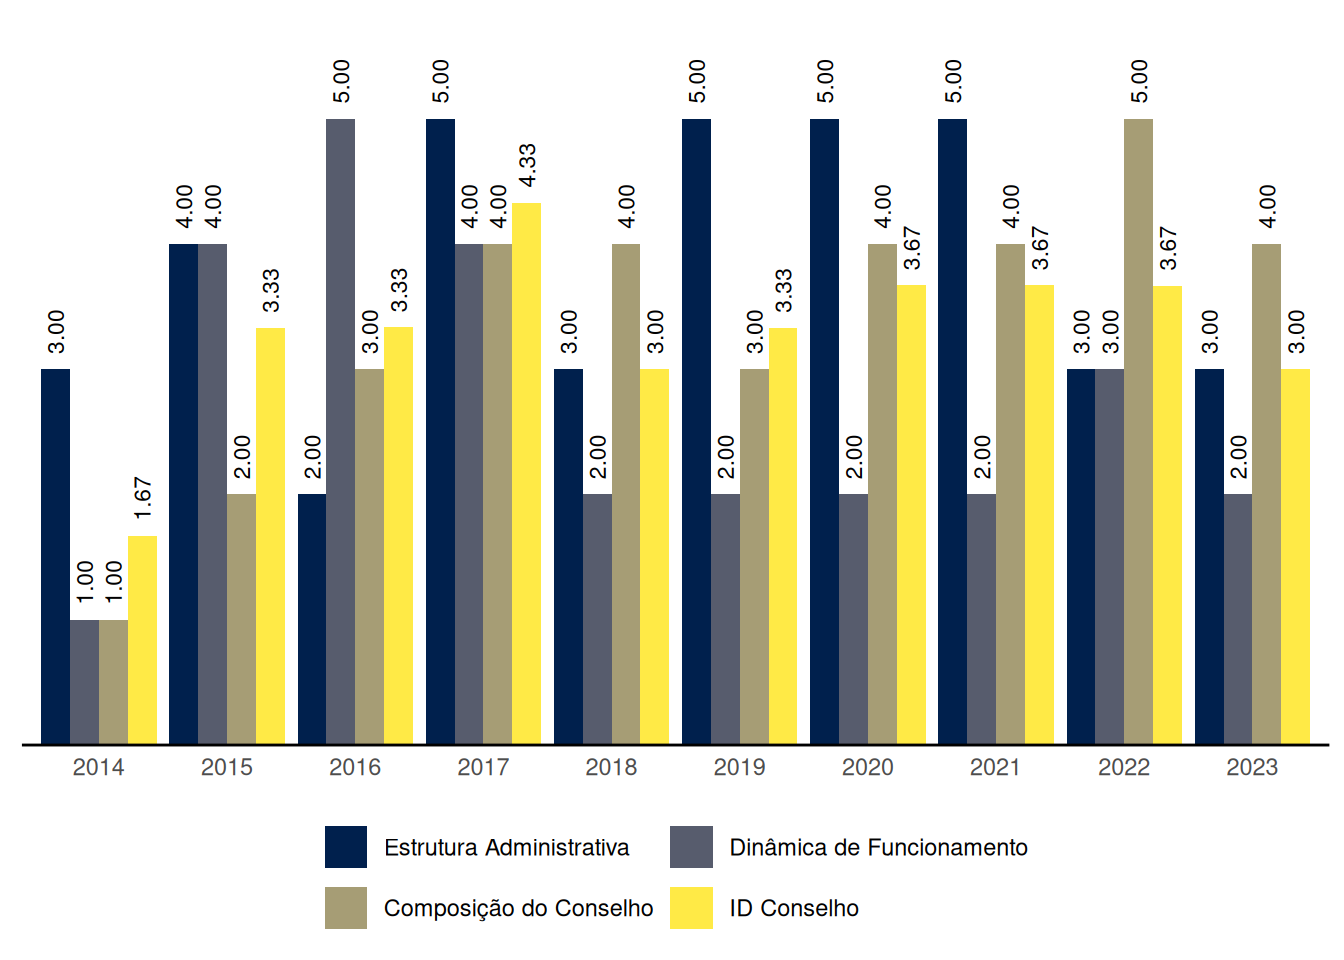 3.00 1.00 1.00 1.67
4.00 4.00 2.00 3.33
2.00 5.00 3.00 3.33
5.00 4.00 4.00 4.33
3.00 2.00 4.00 3.00
5.00 2.00 3.00 3.33
5.00 2.00 4.00 3.67
5.00 2.00 4.00 3.67
3.00 3.00 5.00 3.67
3.00 2.00 4.00 3.00
2014 2015 2016 2017 2018 2019 2020 2021 2022 2023
Estrutura Administrativa Dinâmica de Funcionamento
Composição do Conselho ID Conselho